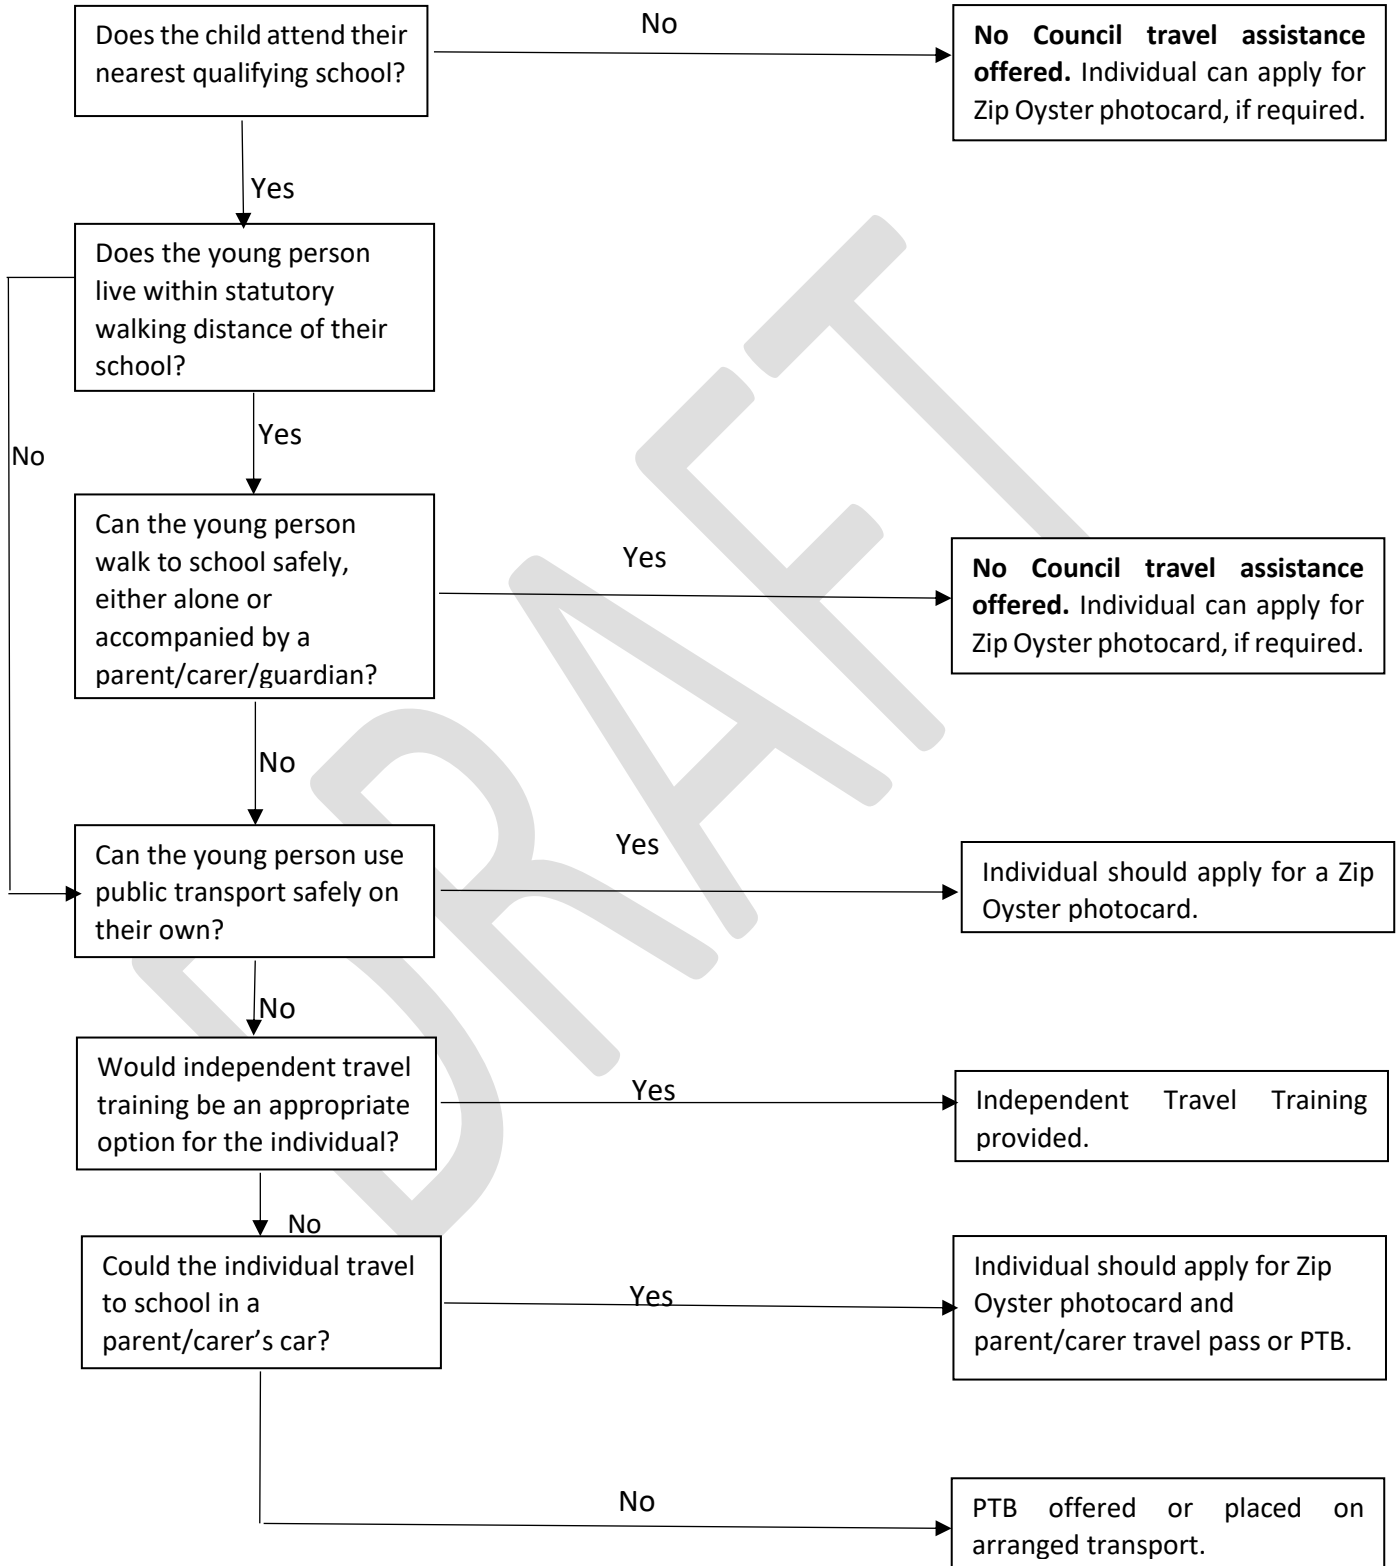 Does the child attend their
nearest qualifying school?
No
No Council travel assistance
offered. Individual can apply for
Zip Oyster photocard, if required.
Yes
Does the young person
live within statutory
walking distance of their
school?
No
Yes
Can the young person
walk to school safely,
either alone or
accompanied by a
parent/carer/guardian?
Yes
No Council travel assistance
offered. Individual can apply for
Zip Oyster photocard, if required.
No
Can the young person use
public transport safely on
their own?
Yes
Individual should apply for a Zip
Oyster photocard.
No
Would independent travel
training be an appropriate
option for the individual?
Yes
Independent Travel Training
provided.
No
Could the individual travel
to school in a
parent/carer’s car?
Yes
Individual should apply for Zip
Oyster photocard and
parent/carer travel pass or PTB.
No
PTB offered or placed on
arranged transport.
DRAFT